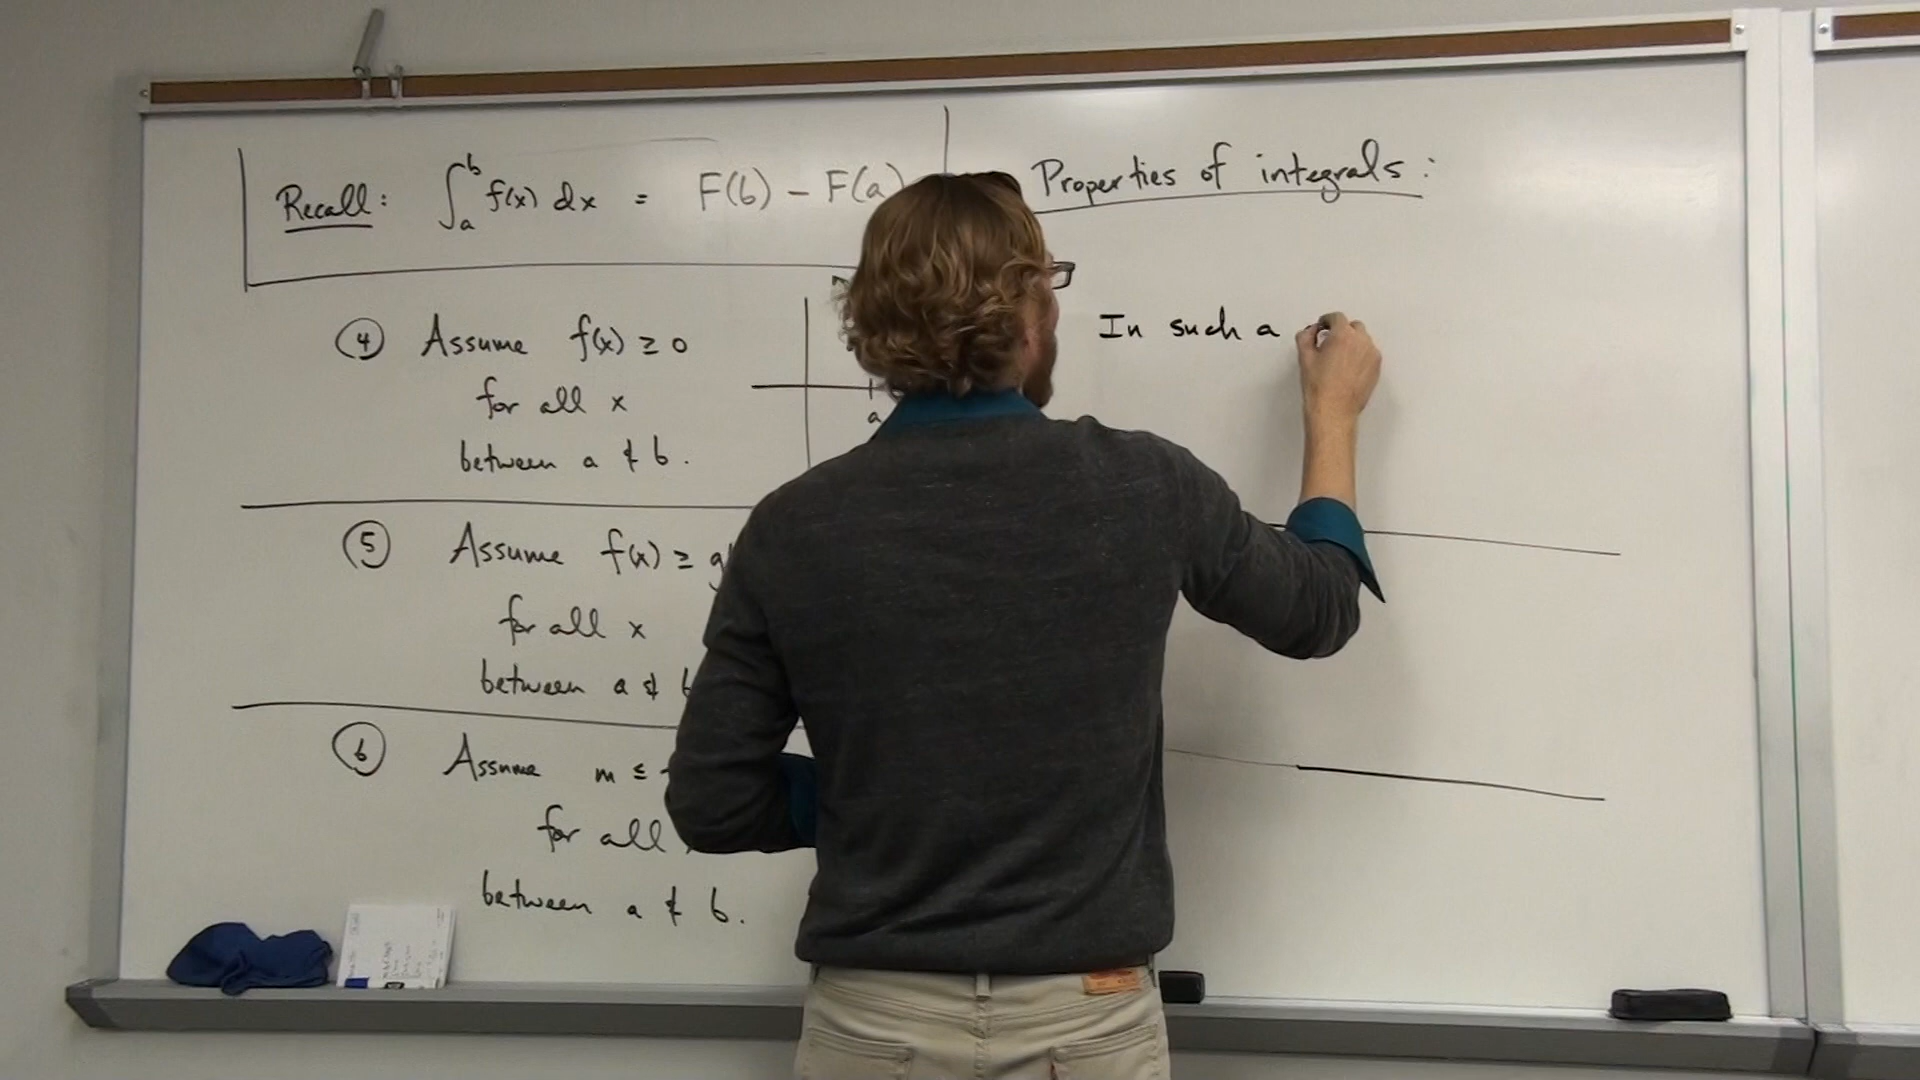 Recall: ∫_a^b f(x) dx = F(b) - F(a)
Properties of integrals:
④ Assume f(x) ≥ 0
for all x
between a & b.
a
In such a
⑤ Assume f(x) ≥ g
for all x
between a & b
⑥ Assume m ≤
for all
between a & b.